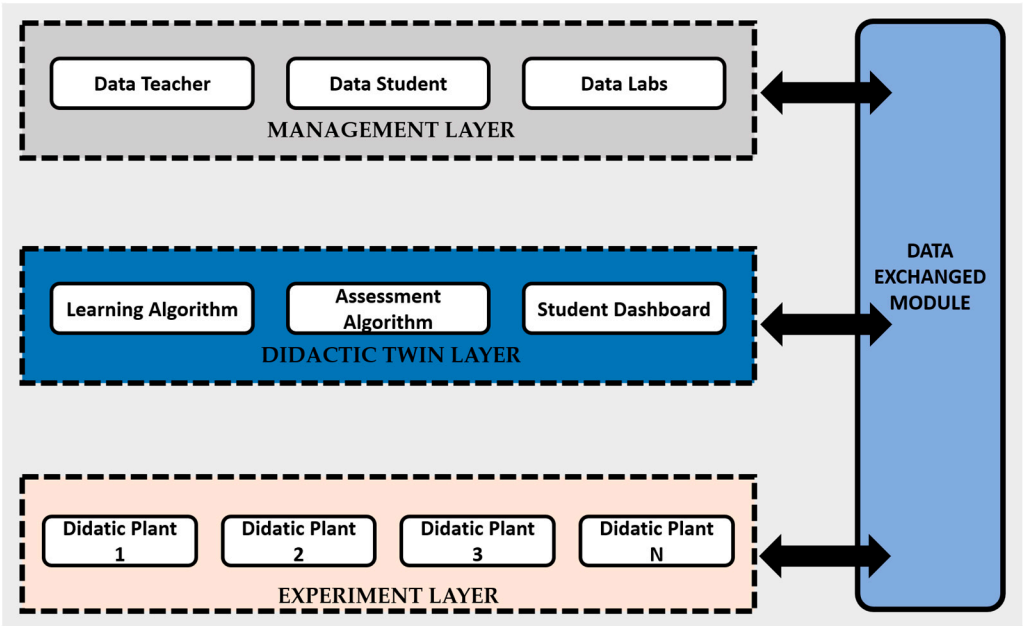 Data Teacher
Data Student
Data Labs
MANAGEMENT LAYER
Learning Algorithm
Assessment
Algorithm
Student Dashboard
DIDACTIC TWIN LAYER
Didatic Plant
1
Didatic Plant
2
Didatic Plant
3
Didatic Plant
N
EXPERIMENT LAYER
DATA
EXCHANGED
MODULE